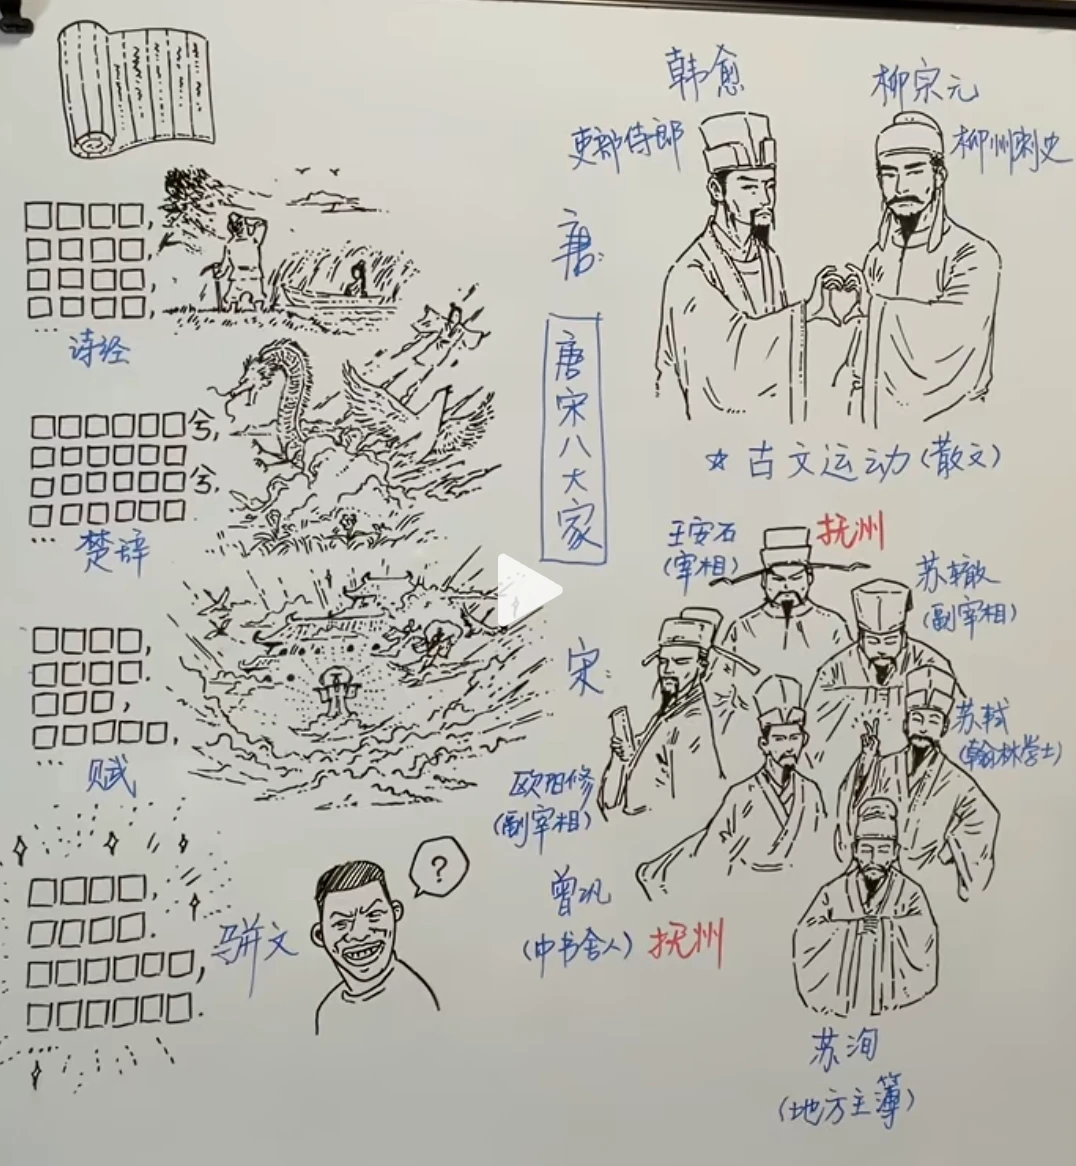 □□□□,
□□□□,
□□□□,
□□□□,
...
诗经
□□□□□□兮,
□□□□□□
□□□□□□兮,
□□□□□□
...
楚辞
□□□□,
□□□□.
□□□,
□□□□□,
...
赋
□□□□,
□□□□.
□□□□□□,
□□□□□□.
骈文
?
韩愈
吏部侍郎
柳宗元
柳州刺史
唐:
唐宋八大家
☆古文运动(散文)
宋:
王安石
(宰相)
抚州
苏辙
(副宰相)
苏轼
(翰林学士)
欧阳修
(副宰相)
曾巩
(中书舍人)
抚州
苏洵
(地方主簿)